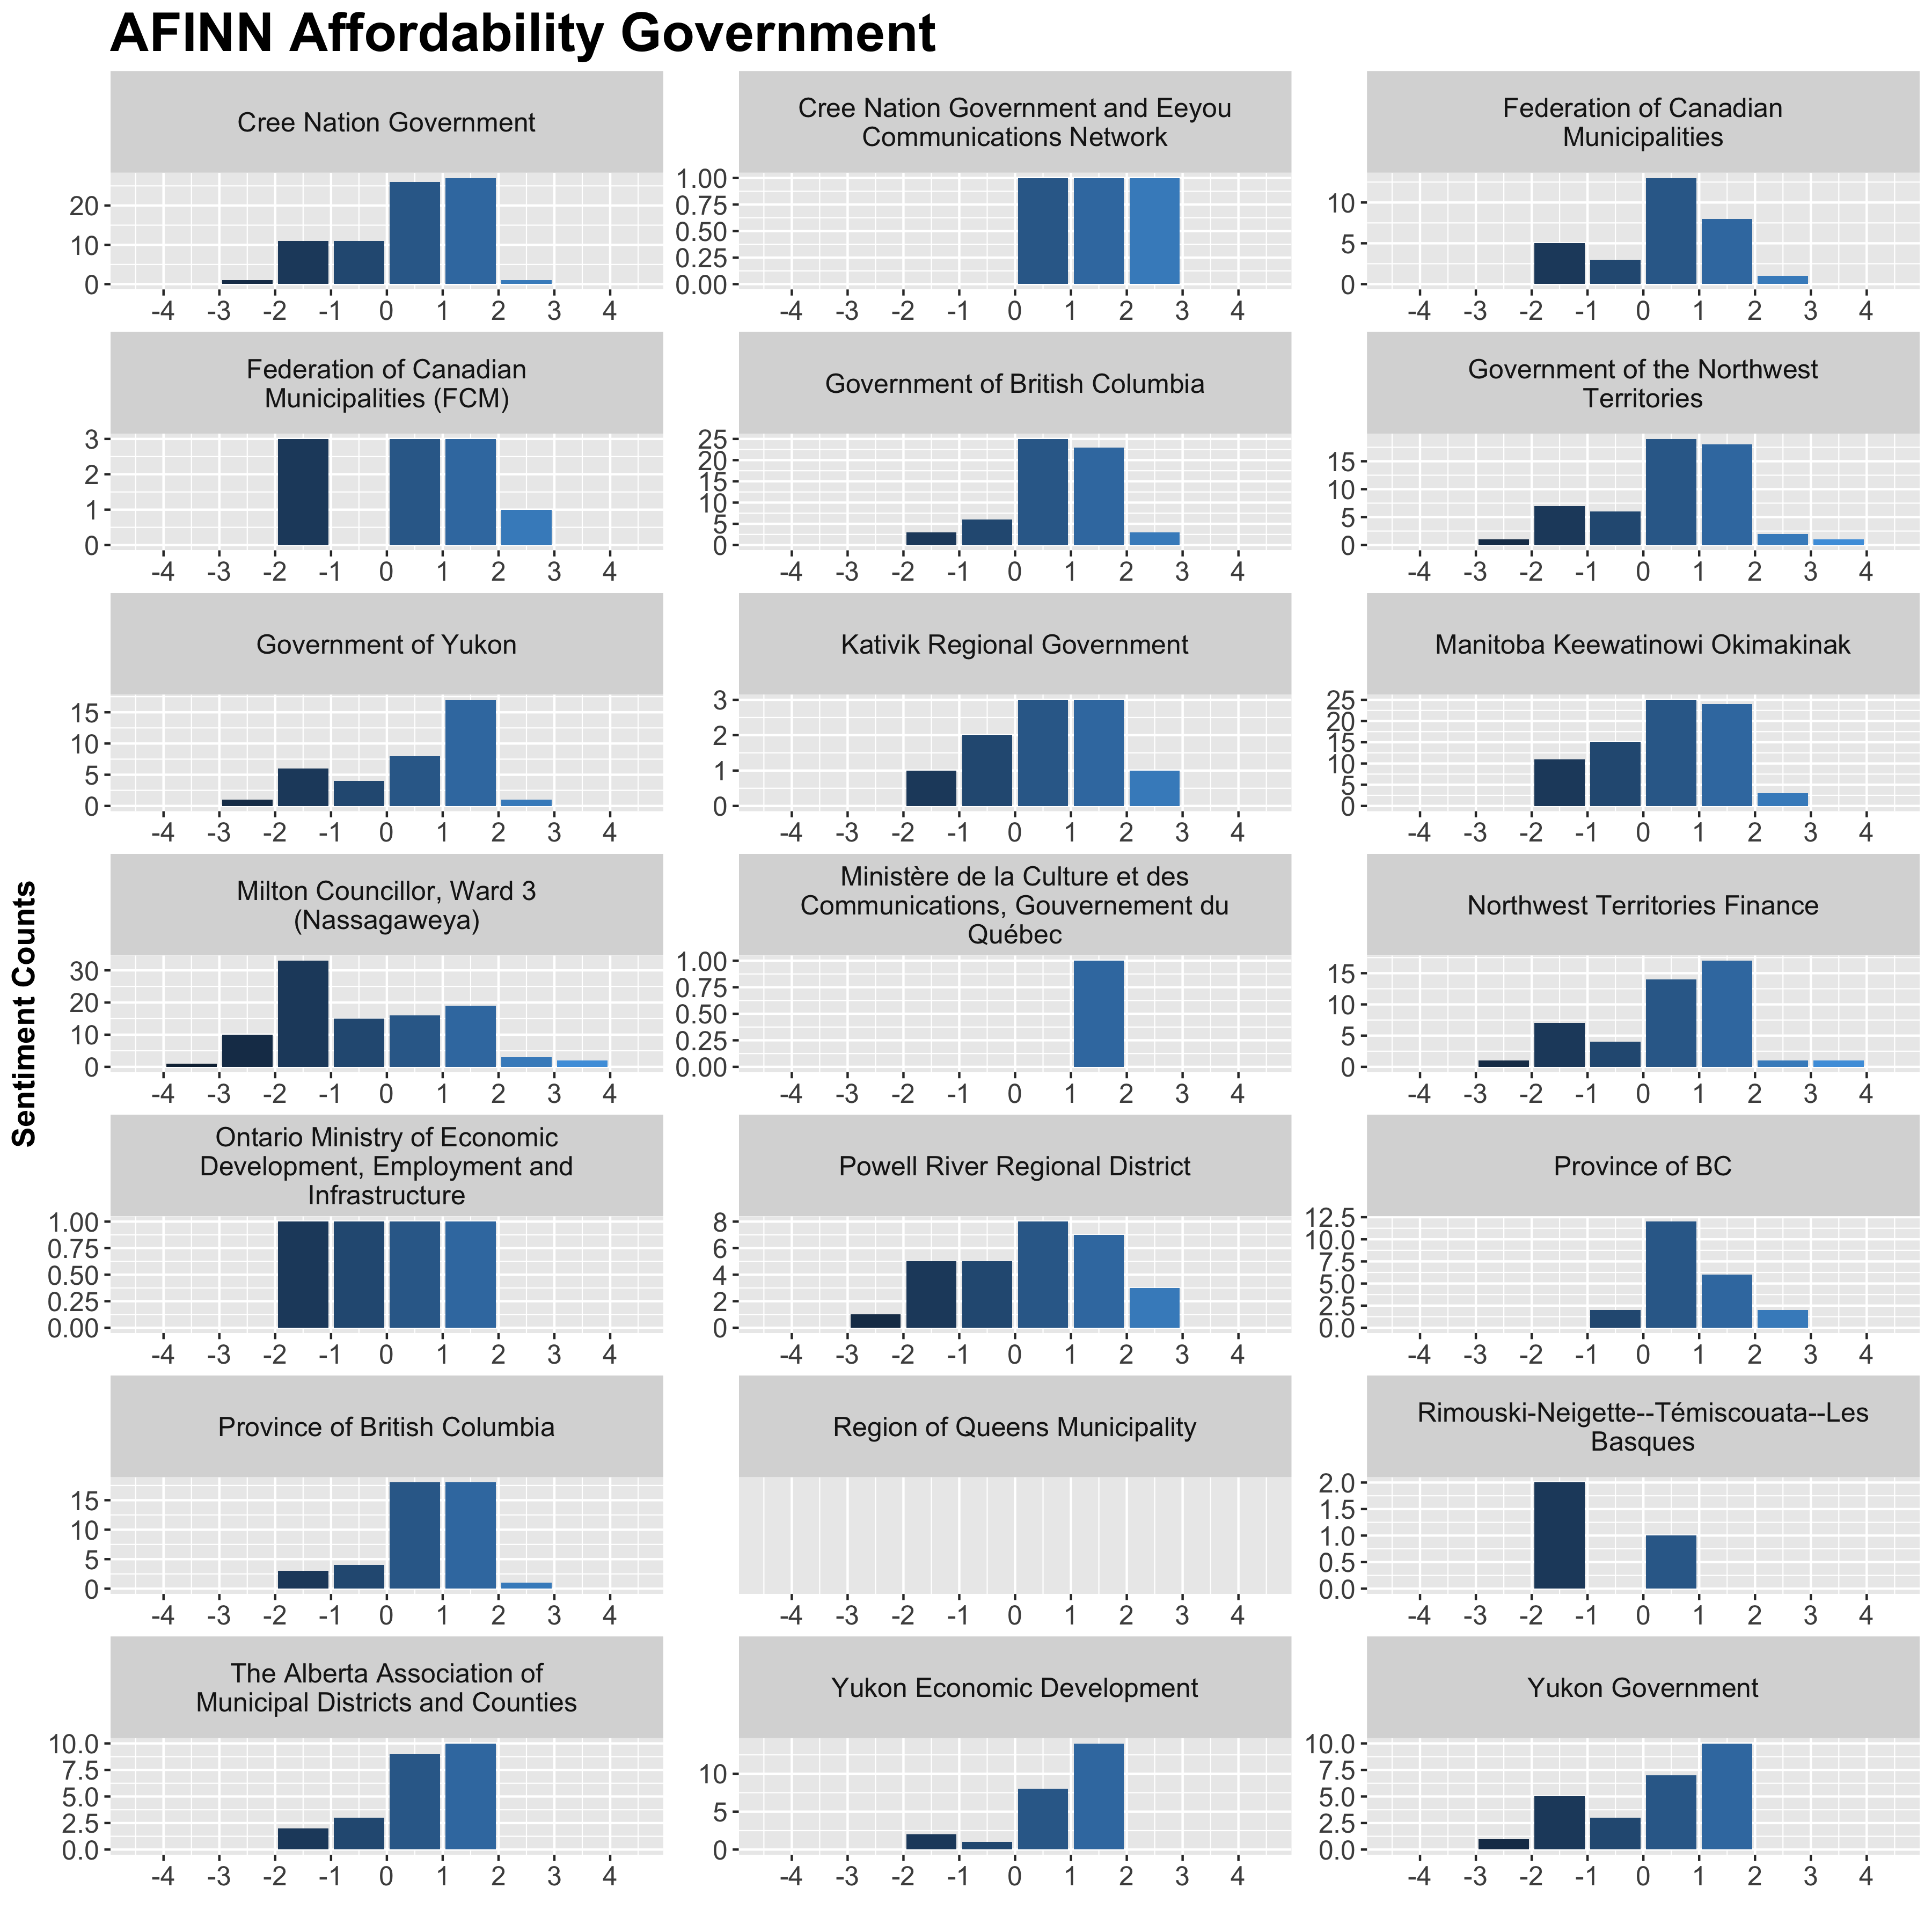 AFINN Affordability Government
Sentiment Counts
Cree Nation Government
20
10
0
-4 -3 -2 -1 0 1 2 3 4
Cree Nation Government and Eeyou
Communications Network
1.00
0.75
0.50
0.25
0.00
-4 -3 -2 -1 0 1 2 3 4
Federation of Canadian
Municipalities
10
5
0
-4 -3 -2 -1 0 1 2 3 4
Federation of Canadian
Municipalities (FCM)
3
2
1
0
-4 -3 -2 -1 0 1 2 3 4
Government of British Columbia
25
20
15
10
5
0
-4 -3 -2 -1 0 1 2 3 4
Government of the Northwest
Territories
15
10
5
0
-4 -3 -2 -1 0 1 2 3 4
Government of Yukon
15
10
5
0
-4 -3 -2 -1 0 1 2 3 4
Kativik Regional Government
3
2
1
0
-4 -3 -2 -1 0 1 2 3 4
Manitoba Keewatinowi Okimakinak
25
20
15
10
5
0
-4 -3 -2 -1 0 1 2 3 4
Milton Councillor, Ward 3
(Nassagaweya)
30
20
10
0
-4 -3 -2 -1 0 1 2 3 4
Ministère de la Culture et des
Communications, Gouvernement du
Québec
1.00
0.75
0.50
0.25
0.00
-4 -3 -2 -1 0 1 2 3 4
Northwest Territories Finance
15
10
5
0
-4 -3 -2 -1 0 1 2 3 4
Ontario Ministry of Economic
Development, Employment and
Infrastructure
1.00
0.75
0.50
0.25
0.00
-4 -3 -2 -1 0 1 2 3 4
Powell River Regional District
8
6
4
2
0
-4 -3 -2 -1 0 1 2 3 4
Province of BC
12.5
10.0
7.5
5.0
2.5
0.0
-4 -3 -2 -1 0 1 2 3 4
Province of British Columbia
15
10
5
0
-4 -3 -2 -1 0 1 2 3 4
Region of Queens Municipality
-4 -3 -2 -1 0 1 2 3 4
Rimouski-Neigette--Témiscouata--Les
Basques
2.0
1.5
1.0
0.5
0.0
-4 -3 -2 -1 0 1 2 3 4
The Alberta Association of
Municipal Districts and Counties
10.0
7.5
5.0
2.5
0.0
-4 -3 -2 -1 0 1 2 3 4
Yukon Economic Development
10
5
0
-4 -3 -2 -1 0 1 2 3 4
Yukon Government
10.0
7.5
5.0
2.5
0.0
-4 -3 -2 -1 0 1 2 3 4